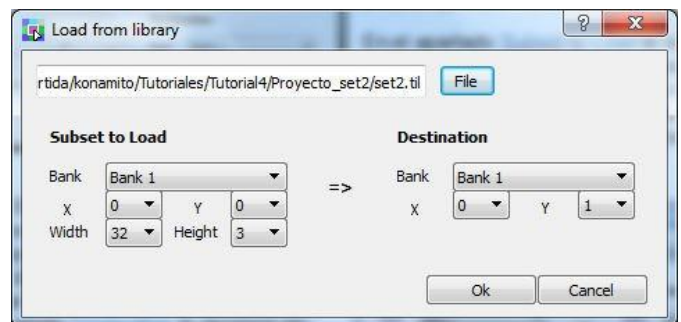 Load from library
rtida/konamito/Tutoriales/Tutorial4/Proyecto_set2/set2.til File
Subset to Load Destination
Bank Bank 1 => Bank Bank 1
X 0 Y 0 X 0 Y 1
Width 32 Height 3
Ok Cancel